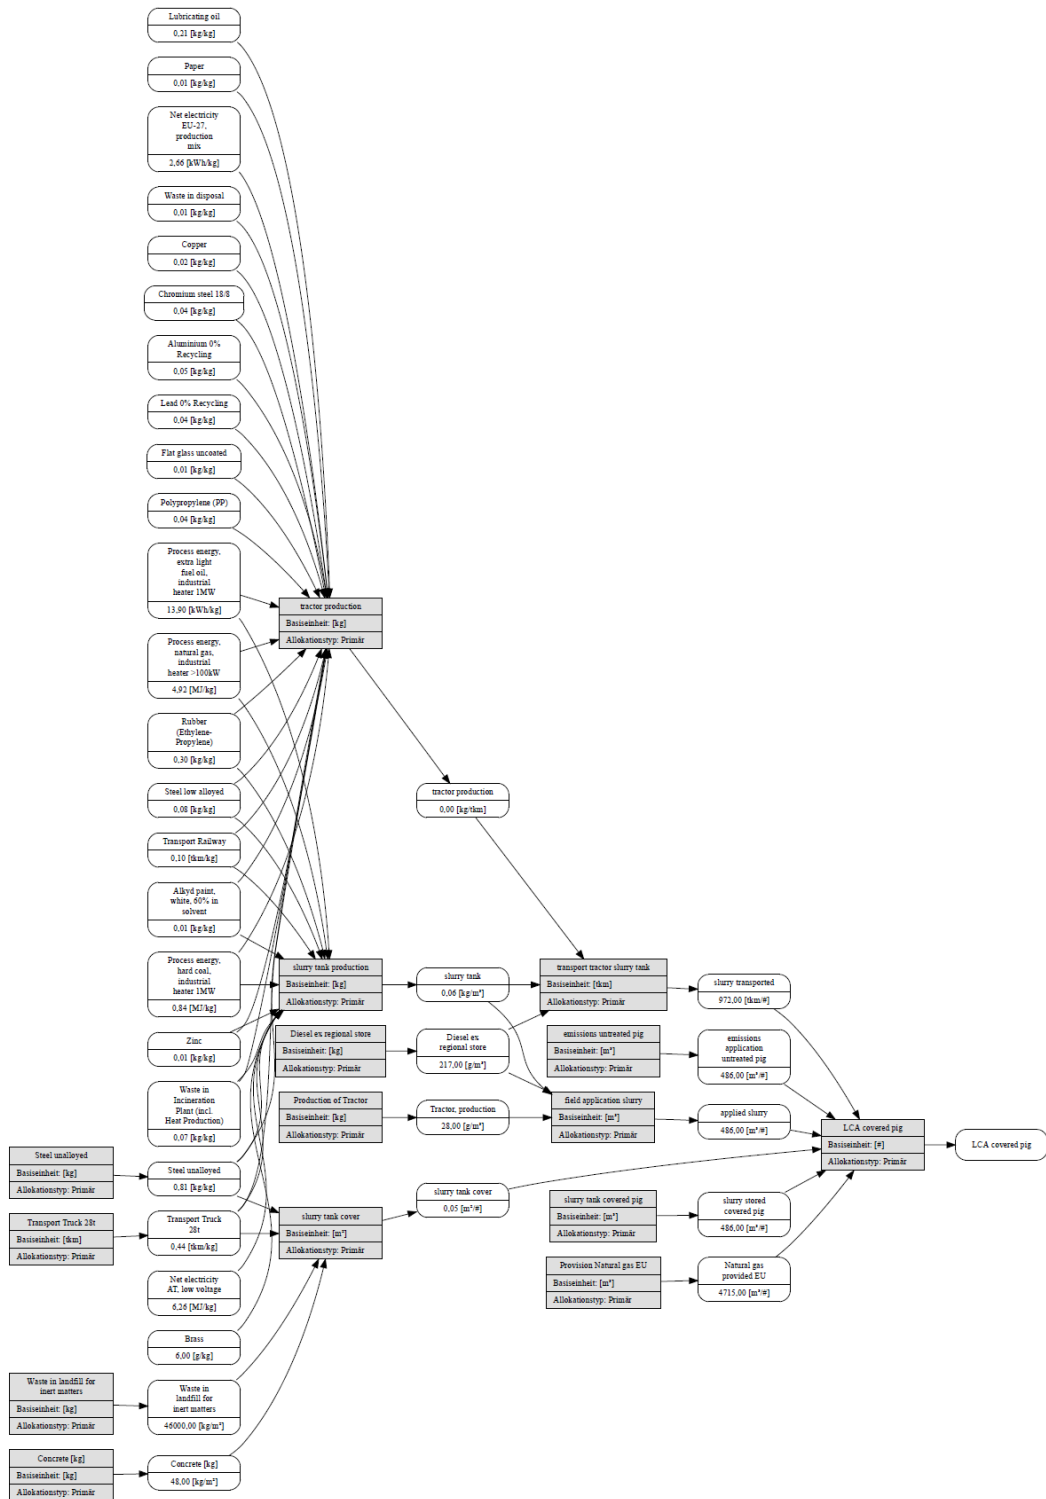 Lubricating oil
0,21 [kg/kg]
Paper
0,01 [kg/kg]
Net electricity
EU-27,
production
mix
2,66 [kWh/kg]
Waste in disposal
0,01 [kg/kg]
Copper
0,02 [kg/kg]
Chromium steel 18/8
0,04 [kg/kg]
Aluminium 0%
Recycling
0,05 [kg/kg]
Lead 0% Recycling
0,04 [kg/kg]
Flat glass uncoated
0,01 [kg/kg]
Polypropylene (PP)
0,04 [kg/kg]
Process energy,
extra light
fuel oil,
industrial
heater 1MW
13,90 [kWh/kg]
tractor production
Basiseinheit: [kg]
Allokationstyp: Primär
Process energy,
natural gas,
industrial
heater >100kW
4,92 [MJ/kg]
Rubber
(Ethylene-
Propylene)
0,30 [kg/kg]
Steel low alloyed
0,08 [kg/kg]
tractor production
0,00 [kg/tkm]
Transport Railway
0,10 [tkm/kg]
Alkyd paint,
white, 60% in
solvent
0,01 [kg/kg]
Process energy,
hard coal,
industrial
heater 1MW
0,84 [MJ/kg]
slurry tank production
Basiseinheit: [kg]
Allokationstyp: Primär
slurry tank
0,06 [kg/m³]
transport tractor slurry tank
Basiseinheit: [tkm]
Allokationstyp: Primär
slurry transported
972,00 [tkm/#]
Zinc
0,01 [kg/kg]
Diesel ex regional store
Basiseinheit: [kg]
Allokationstyp: Primär
Diesel ex
regional store
217,00 [g/m³]
emissions untreated pig
Basiseinheit: [m³]
Allokationstyp: Primär
emissions
application
untreated pig
486,00 [m³/#]
Waste in
Incineration
Plant (incl.
Heat Production)
0,07 [kg/kg]
Production of Tractor
Basiseinheit: [kg]
Allokationstyp: Primär
Tractor, production
28,00 [g/m³]
field application slurry
Basiseinheit: [m³]
Allokationstyp: Primär
applied slurry
486,00 [m³/#]
LCA covered pig
Basiseinheit: [#]
Allokationstyp: Primär
LCA covered pig
Steel unalloyed
Basiseinheit: [kg]
Allokationstyp: Primär
Steel unalloyed
0,81 [kg/kg]
slurry tank cover
0,05 [m³/#]
slurry tank covered pig
Basiseinheit: [m³]
Allokationstyp: Primär
slurry stored
covered pig
486,00 [m³/#]
Transport Truck 28t
Basiseinheit: [tkm]
Allokationstyp: Primär
Transport Truck
28t
0,44 [tkm/kg]
slurry tank cover
Basiseinheit: [m³]
Allokationstyp: Primär
Provision Natural gas EU
Basiseinheit: [m³]
Allokationstyp: Primär
Natural gas
provided EU
4715,00 [m³/#]
Net electricity
AT, low voltage
6,26 [MJ/kg]
Brass
6,00 [g/kg]
Waste in landfill for
inert matters
Basiseinheit: [kg]
Allokationstyp: Primär
Waste in
landfill for
inert matters
46000,00 [kg/m³]
Concrete [kg]
Basiseinheit: [kg]
Allokationstyp: Primär
Concrete [kg]
48,00 [kg/m³]